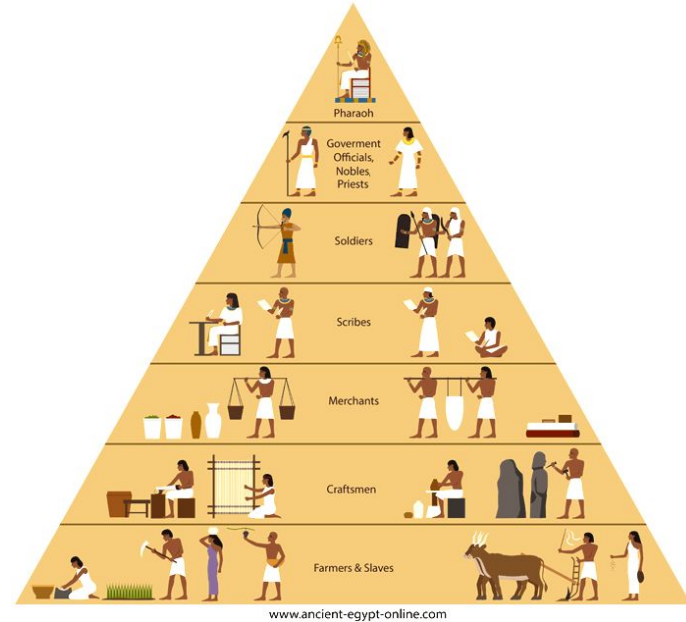 Pharaoh
Goverment
Officials,
Nobles,
Priests
Soldiers
Scribes
Merchants
Craftsmen
Farmers & Slaves
www.ancient-egypt-online.com